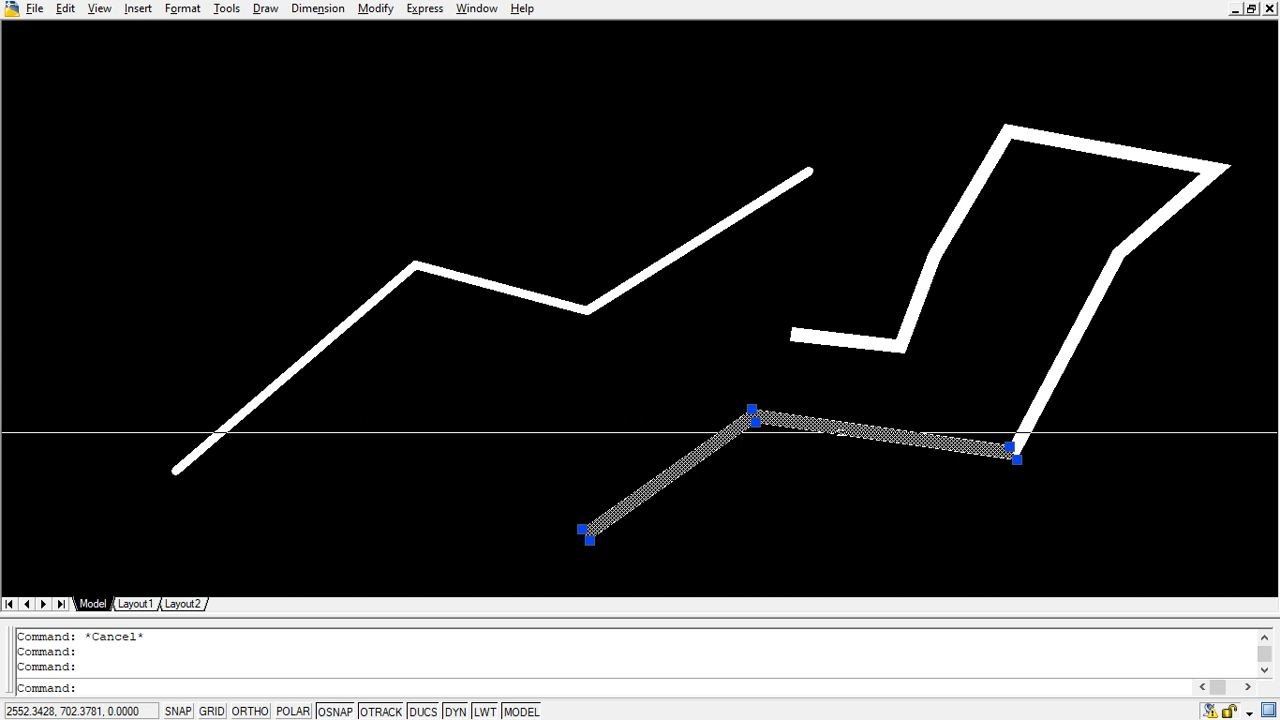 File Edit View Insert Format Tools Draw Dimension Modify Express Window Help
Model Layout1 Layout2
Command: *Cancel*
Command:
Command:
Command:
2552.3428, 702.3781, 0.0000 SNAP GRID ORTHO POLAR OSNAP OTRACK DUCS DYN LWT MODEL